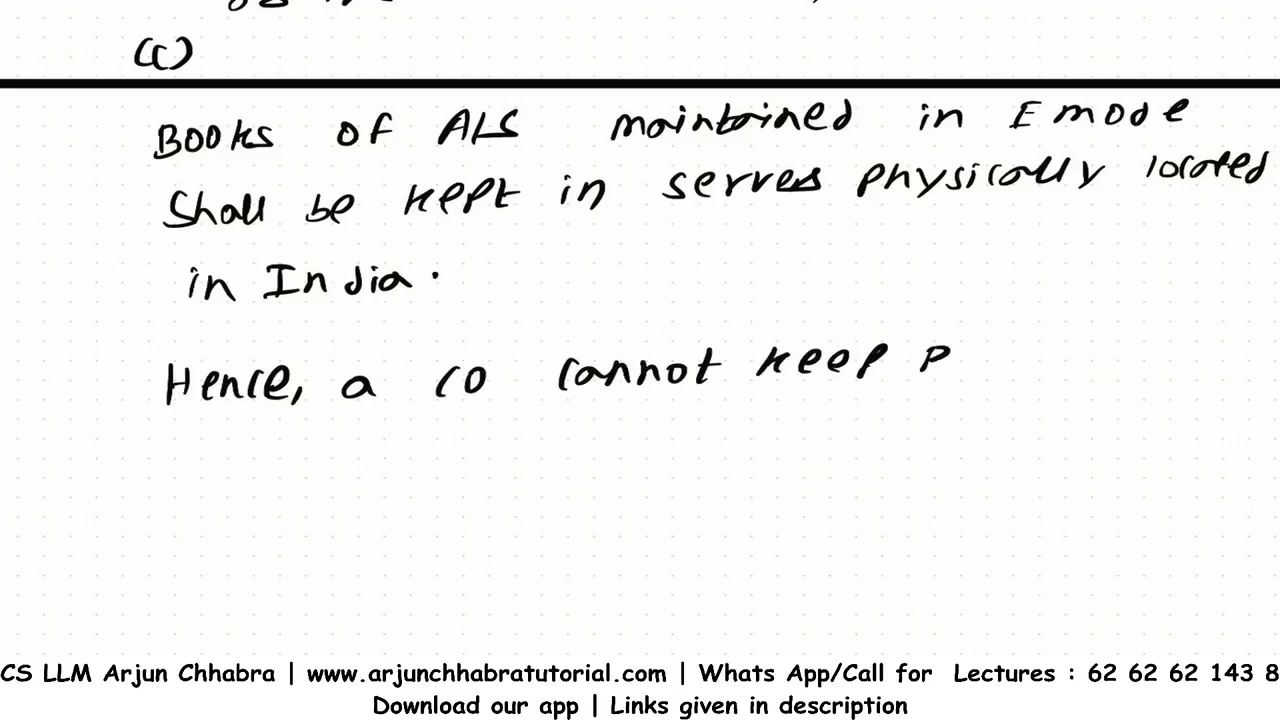 (c)
Books of A/S maintained in E mode
Shall be kept in serves physically located
in India.
Hence, a co cannot keep P
CS LLM Arjun Chhabra | www.arjunchhabratutorial.com | Whats App/Call for Lectures : 62 62 62 143 8
Download our app | Links given in description